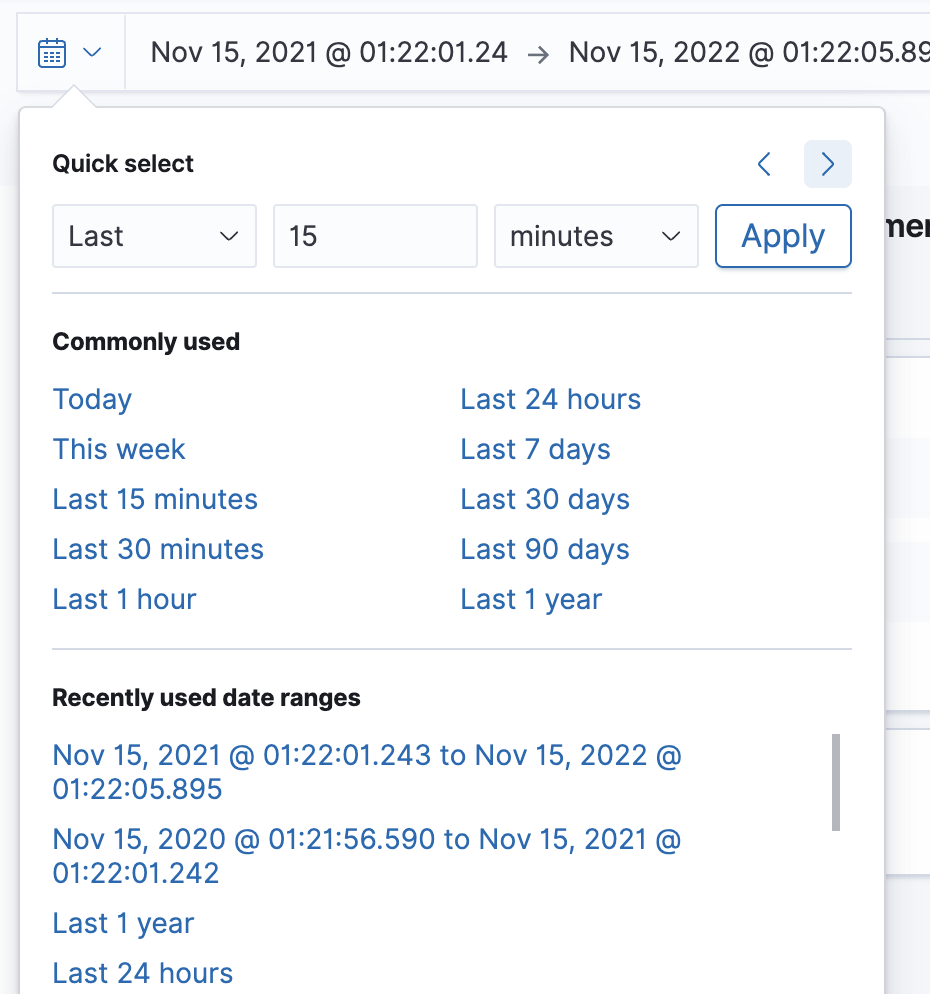 Nov 15, 2021 @ 01:22:01.24 → Nov 15, 2022 @ 01:22:05.89
Quick select
Last 15 minutes Apply
Commonly used
Today Last 24 hours
This week Last 7 days
Last 15 minutes Last 30 days
Last 30 minutes Last 90 days
Last 1 hour Last 1 year
Recently used date ranges
Nov 15, 2021 @ 01:22:01.243 to Nov 15, 2022 @
01:22:05.895
Nov 15, 2020 @ 01:21:56.590 to Nov 15, 2021 @
01:22:01.242
Last 1 year
Last 24 hours